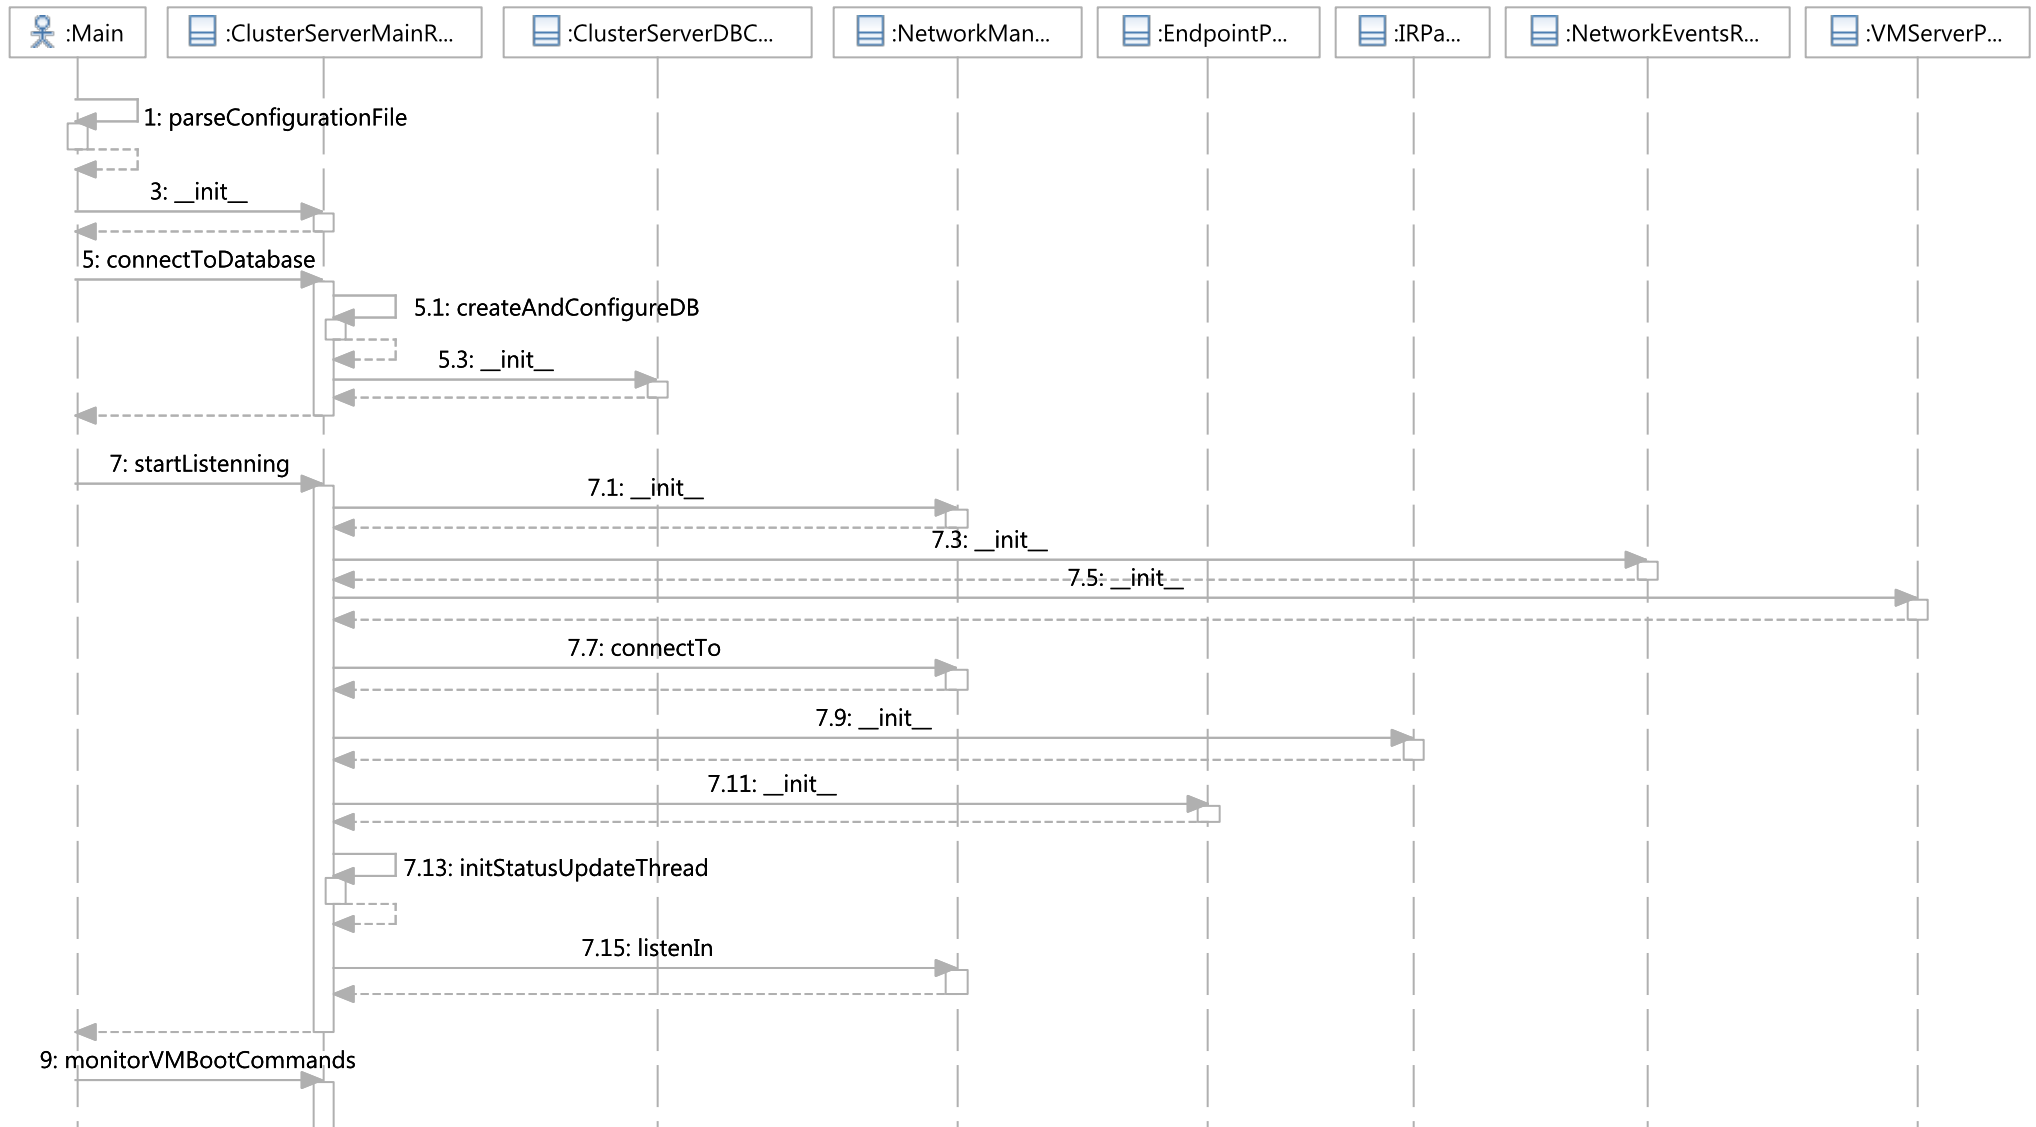 :Main
:ClusterServerMainR...
:ClusterServerDBC...
:NetworkMan...
:EndpointP...
:IRPa...
:NetworkEventsR...
:VMServerP...
1: parseConfigurationFile
3: __init__
5: connectToDatabase
5.1: createAndConfigureDB
5.3: __init__
7: startListenning
7.1: __init__
7.3: __init__
7.5: __init__
7.7: connectTo
7.9: __init__
7.11: __init__
7.13: initStatusUpdateThread
7.15: listenIn
9: monitorVMBootCommands